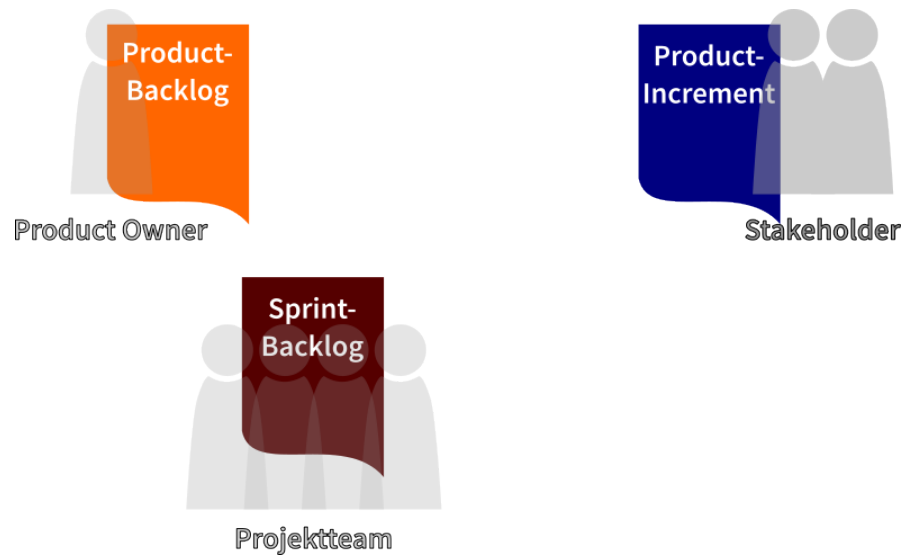 Product-
Backlog
Product Owner
Product-
Increment
Stakeholder
Sprint-
Backlog
Projektteam